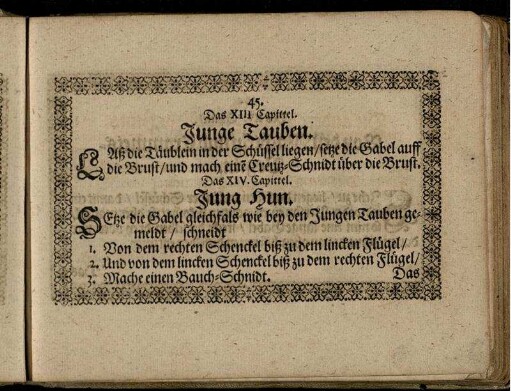 45.
Das XIII Capittel.
Junge Tauben.
LAß die Täublein in der Schüssel liegen/ setze die Gabel auff
die Brust/ und mach einē Creutz-Schnidt über die Brust.
Das XIV. Capittel.
Jung Hun.
SEtze die Gabel gleichfals wie bey den Jungen Tauben ge-
meldt / schneidt
1. Von dem rechten Schenckel biß zu dem lincken Flügel/
2. Und von dem lincken Schenckel biß zu dem rechten Flügel/
3. Mache einen Bauch-Schnidt. Das